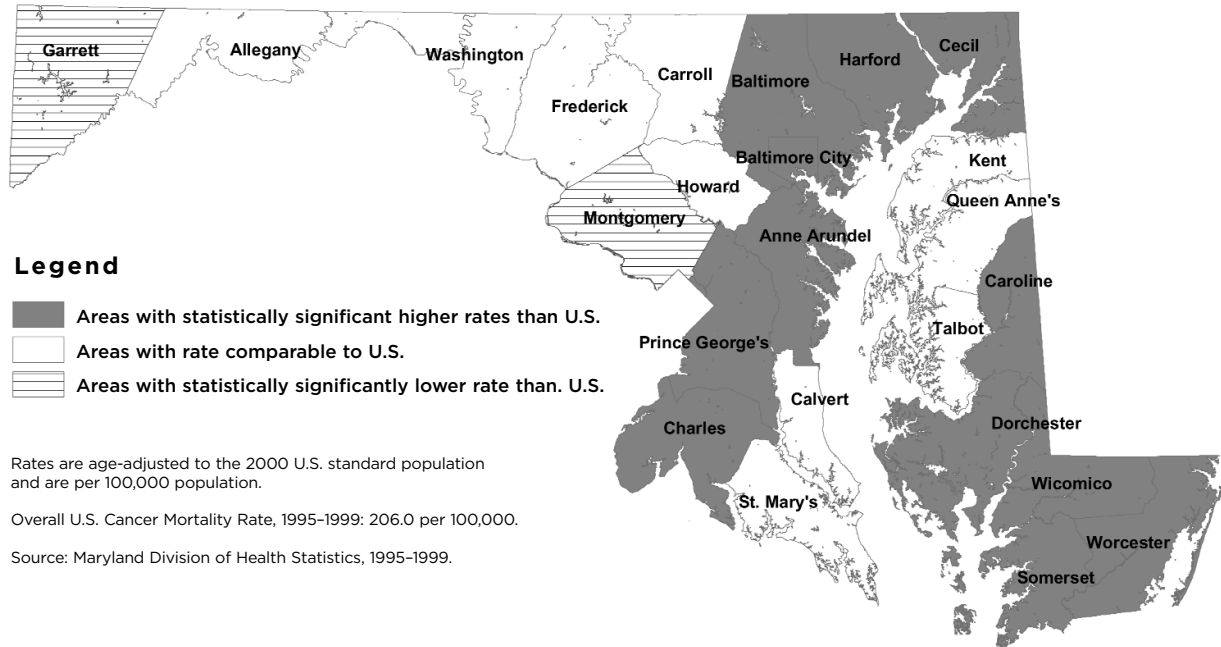 Garrett
Allegany
Washington
Frederick
Carroll
Baltimore
Harford
Cecil
Baltimore City
Howard
Montgomery
Kent
Queen Anne's
Anne Arundel
Caroline
Talbot
Prince George's
Calvert
Charles
Dorchester
St. Mary's
Wicomico
Worcester
Somerset
Legend
Areas with statistically significant higher rates than U.S.
Areas with rate comparable to U.S.
Areas with statistically significantly lower rate than. U.S.
Rates are age-adjusted to the 2000 U.S. standard population
and are per 100,000 population.
Overall U.S. Cancer Mortality Rate, 1995–1999: 206.0 per 100,000.
Source: Maryland Division of Health Statistics, 1995–1999.